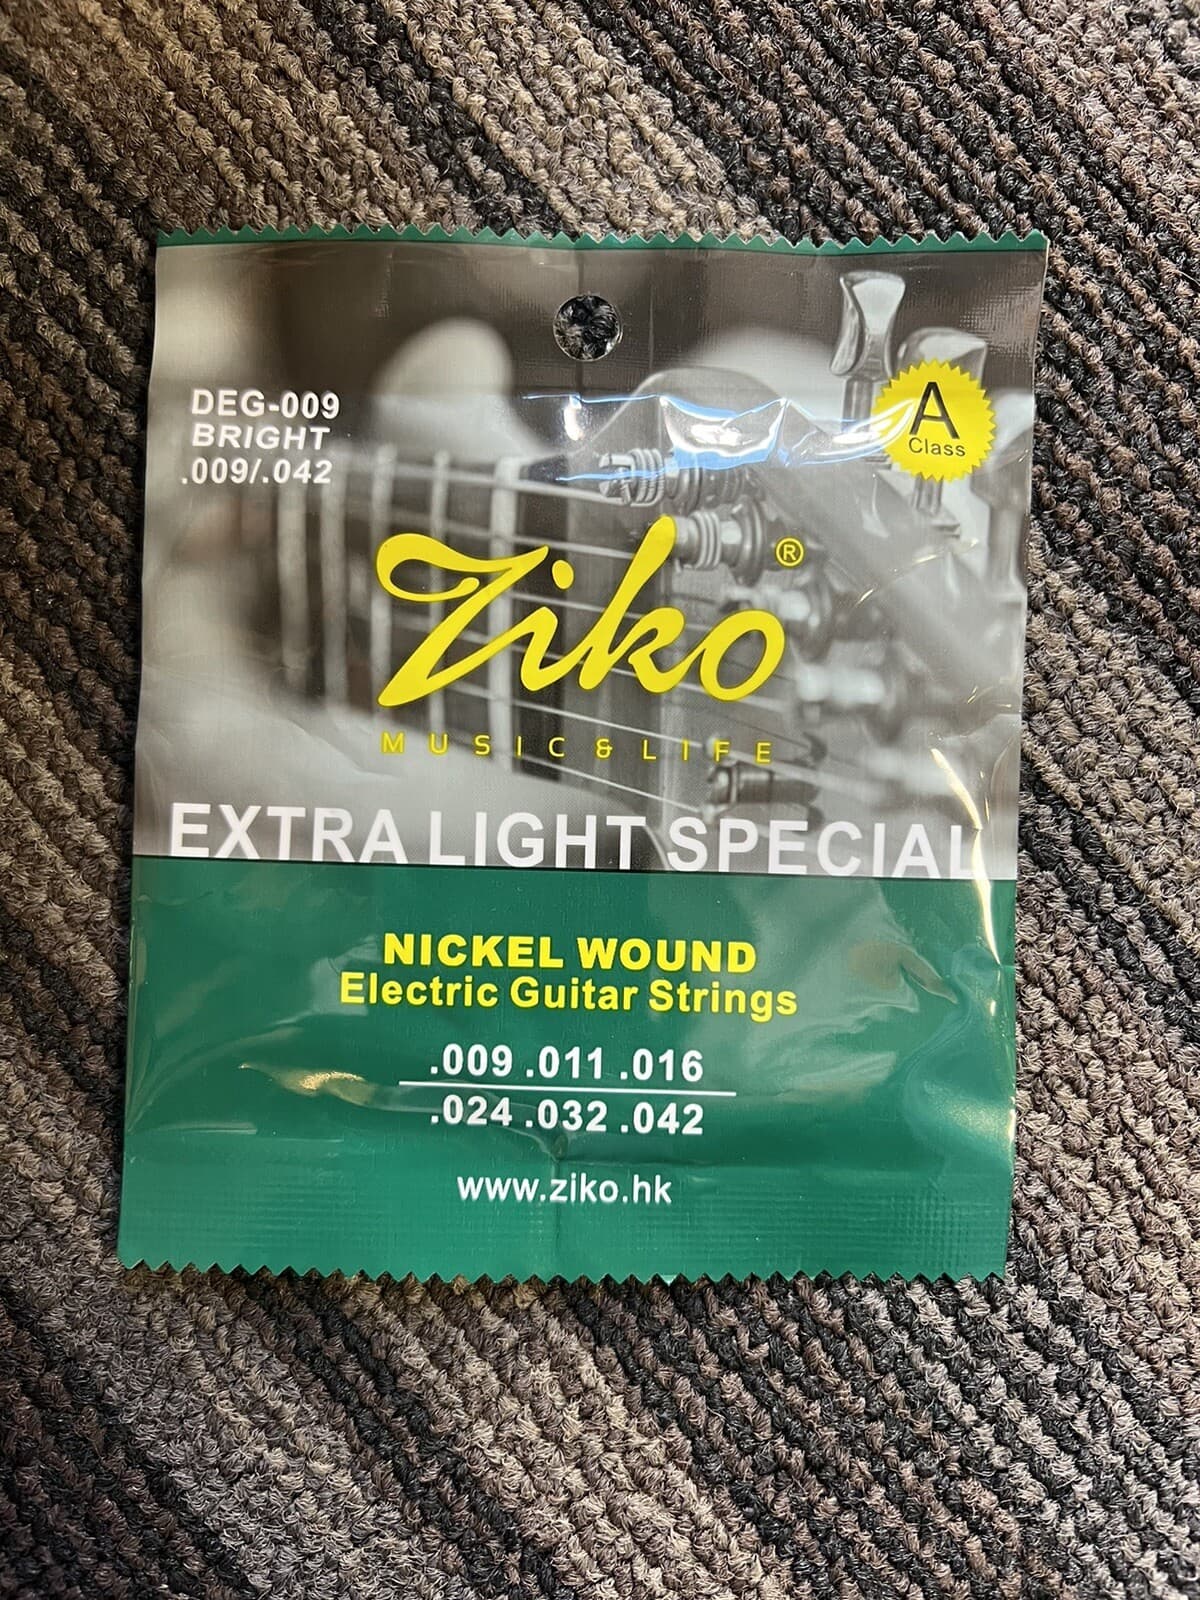 DEG-009
BRIGHT
.009/.042
A
Class
Ziko®
MUSIC&LIFE
EXTRA LIGHT SPECIAL
NICKEL WOUND
Electric Guitar Strings
.009 .011 .016
.024 .032 .042
www.ziko.hk